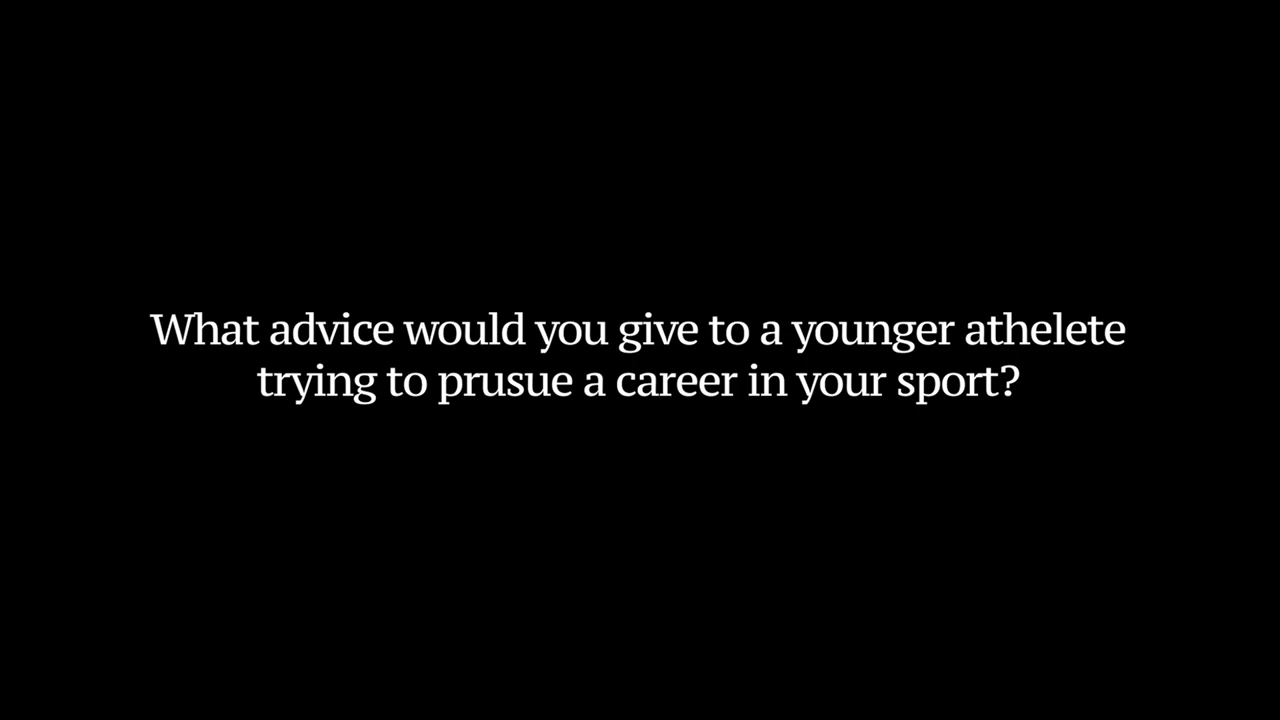 What advice would you give to a younger athelete
trying to prusue a career in your sport?